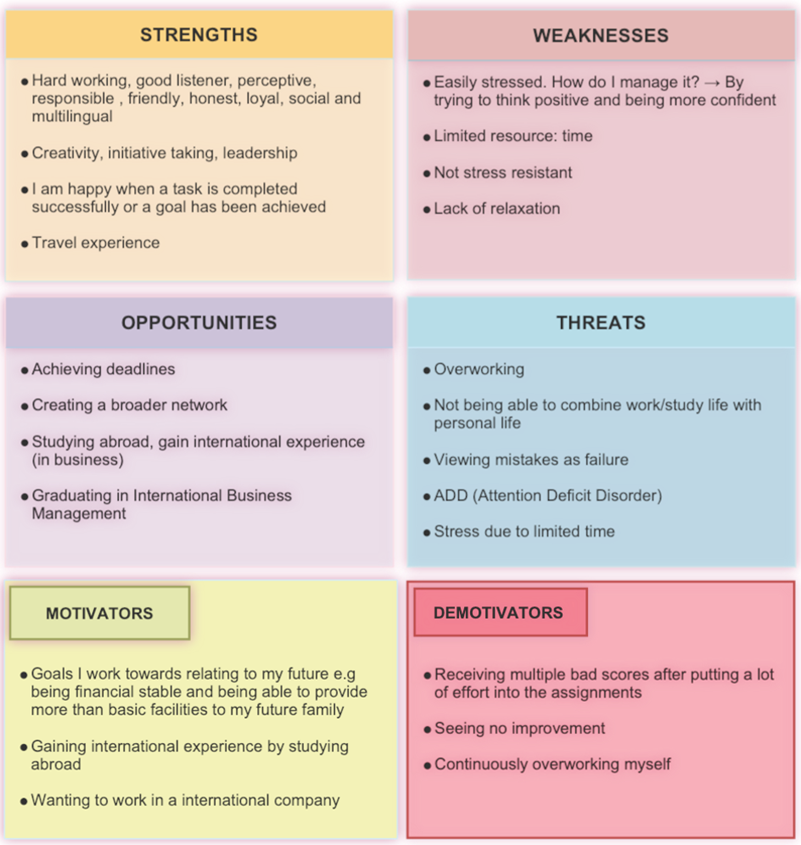 STRENGTHS
● Hard working, good listener, perceptive,
responsible , friendly, honest, loyal, social and
multilingual
● Creativity, initiative taking, leadership
● I am happy when a task is completed
successfully or a goal has been achieved
● Travel experience
WEAKNESSES
● Easily stressed. How do I manage it? → By
trying to think positive and being more confident
● Limited resource: time
● Not stress resistant
● Lack of relaxation
OPPORTUNITIES
● Achieving deadlines
● Creating a broader network
● Studying abroad, gain international experience
(in business)
● Graduating in International Business
Management
THREATS
● Overworking
● Not being able to combine work/study life with
personal life
● Viewing mistakes as failure
● ADD (Attention Deficit Disorder)
● Stress due to limited time
MOTIVATORS
● Goals I work towards relating to my future e.g
being financial stable and being able to provide
more than basic facilities to my future family
● Gaining international experience by studying
abroad
● Wanting to work in a international company
DEMOTIVATORS
● Receiving multiple bad scores after putting a lot
of effort into the assignments
● Seeing no improvement
● Continuously overworking myself